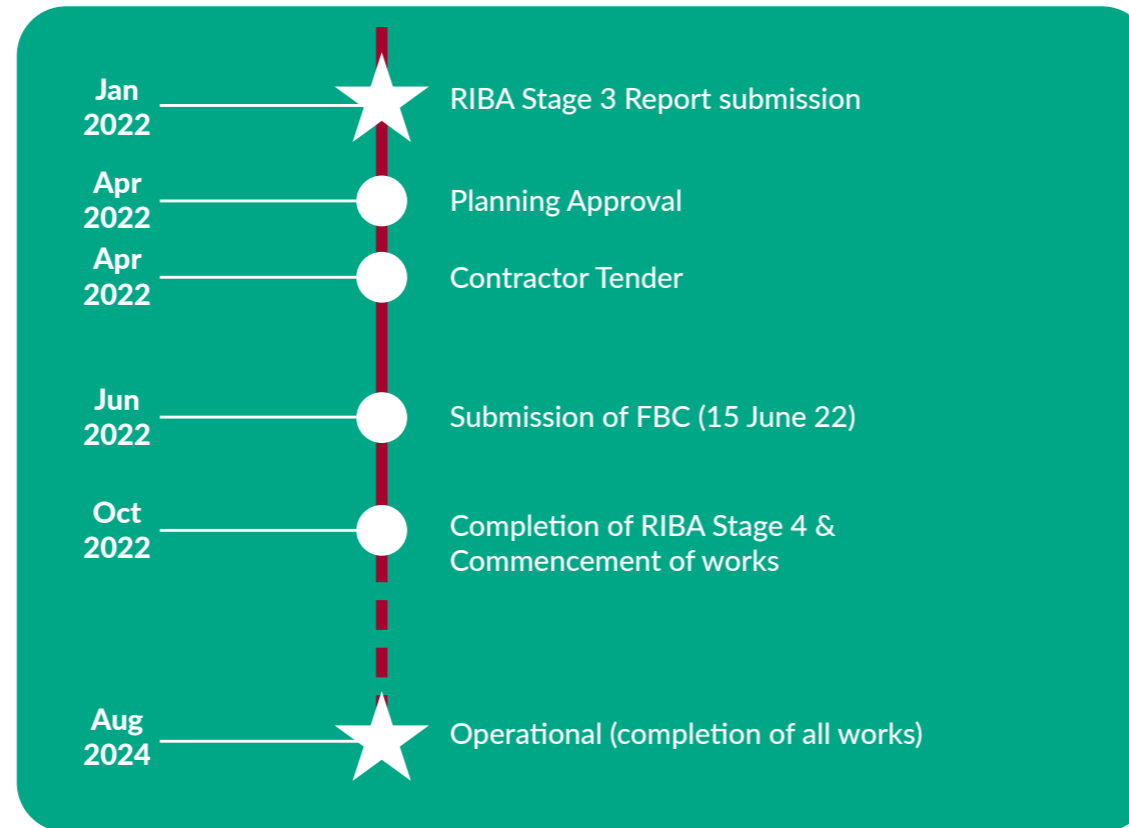 Jan
2022
RIBA Stage 3 Report submission
Apr
2022
Planning Approval
Apr
2022
Contractor Tender
Jun
2022
Submission of FBC (15 June 22)
Oct
2022
Completion of RIBA Stage 4 &
Commencement of works
Aug
2024
Operational (completion of all works)